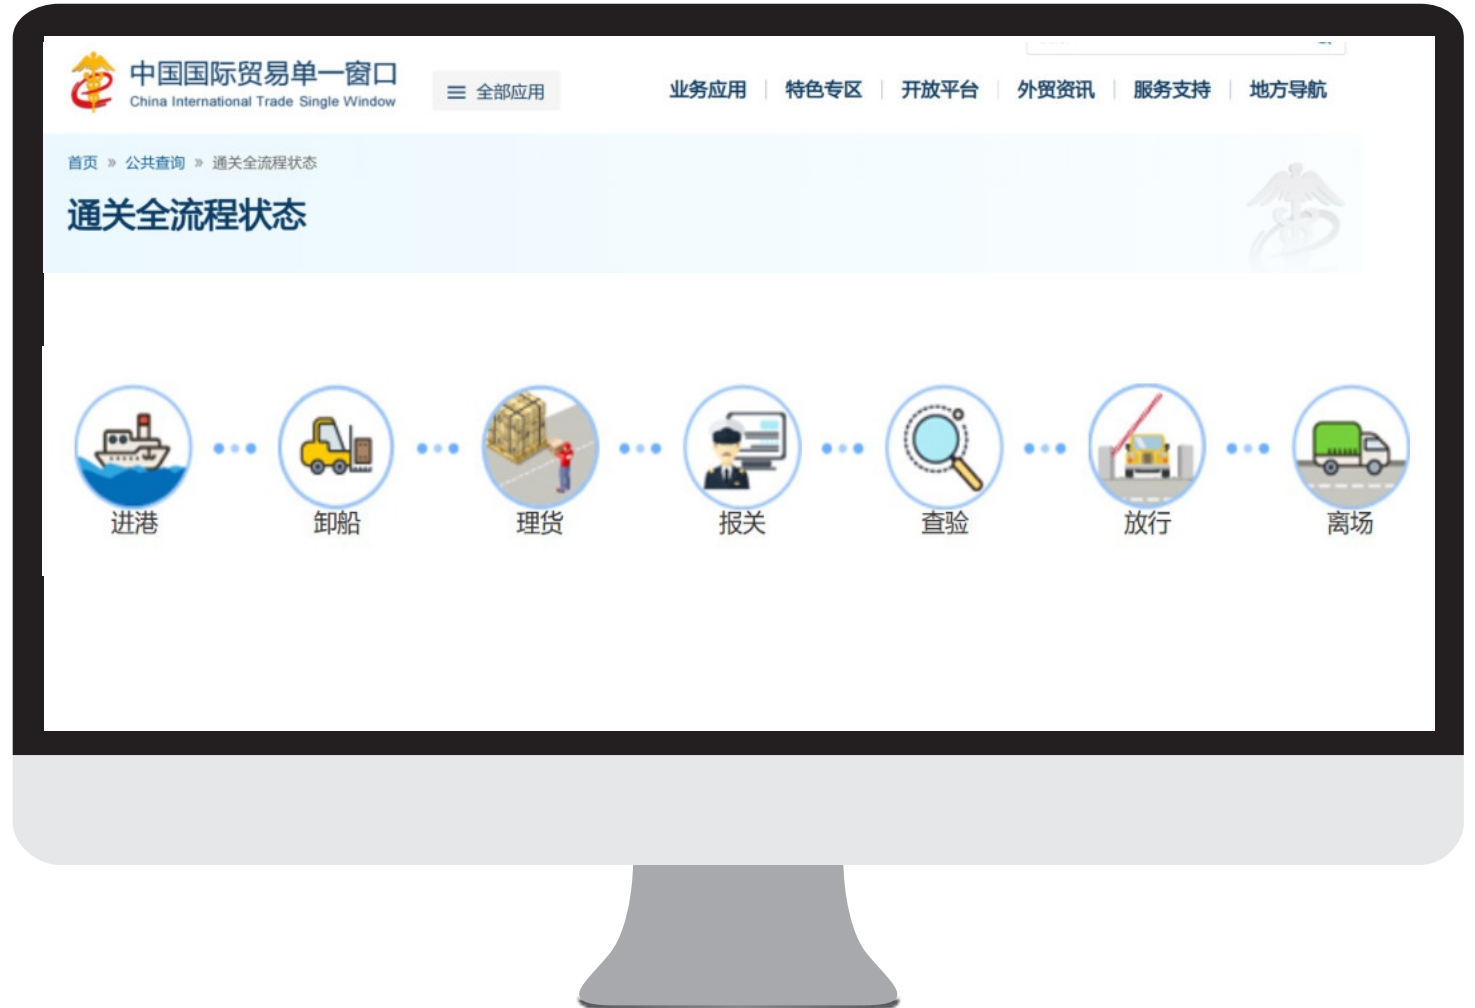 中国国际贸易单一窗口
China International Trade Single Window
全部应用
业务应用 特色专区 开放平台 外贸资讯 服务支持 地方导航
首页 » 公共查询 » 通关全流程状态
通关全流程状态
进港 卸船 理货 报关 查验 放行 离场